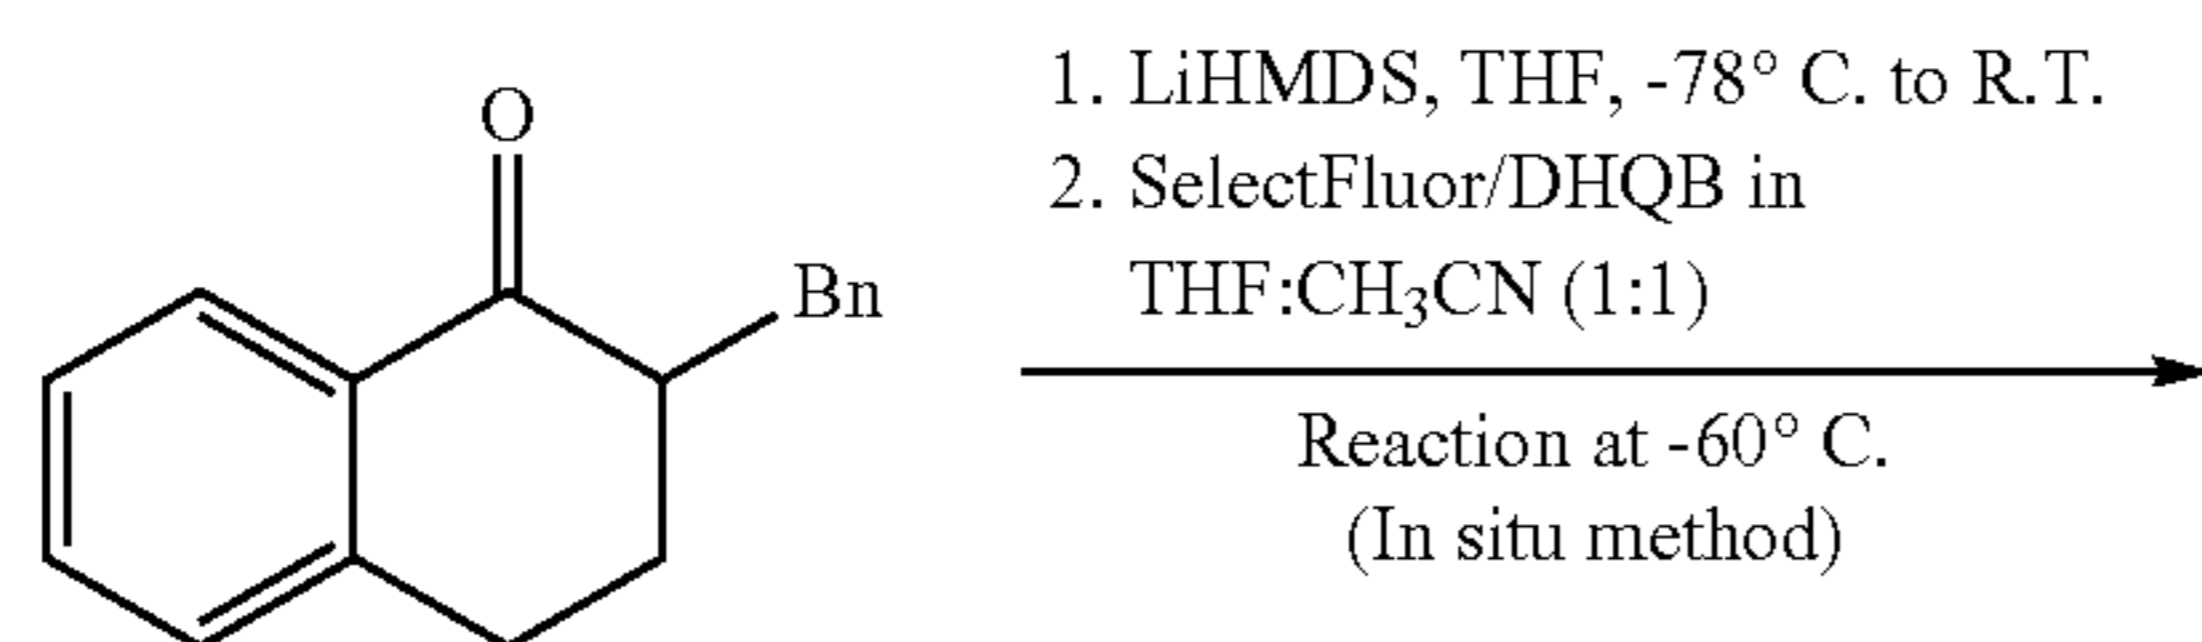 O
Bn
1. LiHMDS, THF, -78° C. to R.T.
2. SelectFluor/DHQB in
THF:CH₃CN (1:1)
Reaction at -60° C.
(In situ method)